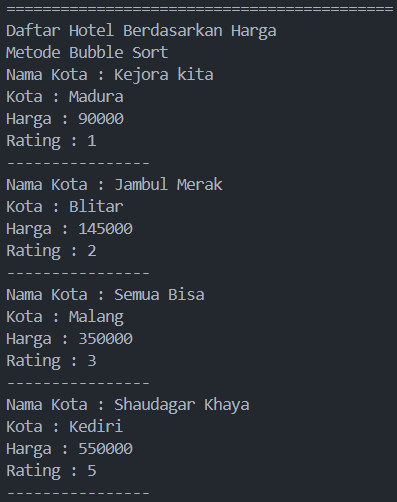 ===========================================
Daftar Hotel Berdasarkan Harga
Metode Bubble Sort
Nama Kota : Kejora kita
Kota : Madura
Harga : 90000
Rating : 1
----------------
Nama Kota : Jambul Merak
Kota : Blitar
Harga : 145000
Rating : 2
----------------
Nama Kota : Semua Bisa
Kota : Malang
Harga : 350000
Rating : 3
----------------
Nama Kota : Shaudagar Khaya
Kota : Kediri
Harga : 550000
Rating : 5
----------------